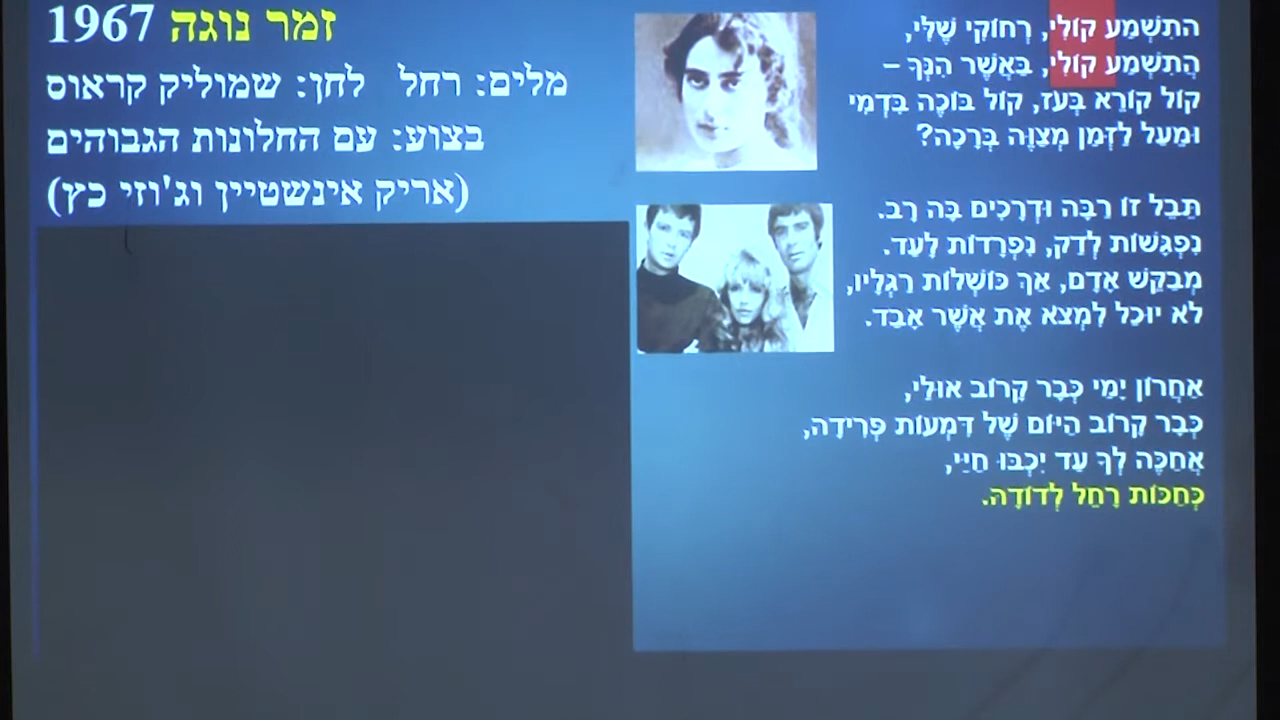 זמר נוגה 1967
מלים: רחל לחן: שמוליק קראוס
בצוע: עם החלונות הגבוהים
(אריק אינשטיין וג'וזי כץ)
הֲתִשְׁמַע קוֹלִי, רְחוֹקִי שֶׁלִּי,
הֲתִשְׁמַע קוֹלִי, בַּאֲשֶׁר הִנְּךָ –
קוֹל קוֹרֵא בְּעֹז, קוֹל בּוֹכֶה בִּדְמִי
וּמֵעַל לַזְּמַן מְצַוֶּה בְּרָכָה?
תֵּבֵל זוֹ רַבָּה וּדְרָכִים בָּהּ רָב.
נִפְגָּשׁוֹת לְדַק, נִפְרָדוֹת לָעַד.
מְבַקֵּשׁ אָדָם, אַךְ כּוֹשְׁלוֹת רַגְלָיו,
לֹא יוּכַל לִמְצֹא אֶת אֲשֶׁר אָבַד.
אַחֲרוֹן יָמַי כְּבָר קָרוֹב אוּלַי,
כְּבָר קָרוֹב הַיּוֹם שֶׁל דִּמְעוֹת פְּרִידָה,
אֲחַכֶּה לְךָ עַד יִכְבּוּ חַיַּי,
כְּחַכּוֹת רָחֵל לְדוֹדָהּ.